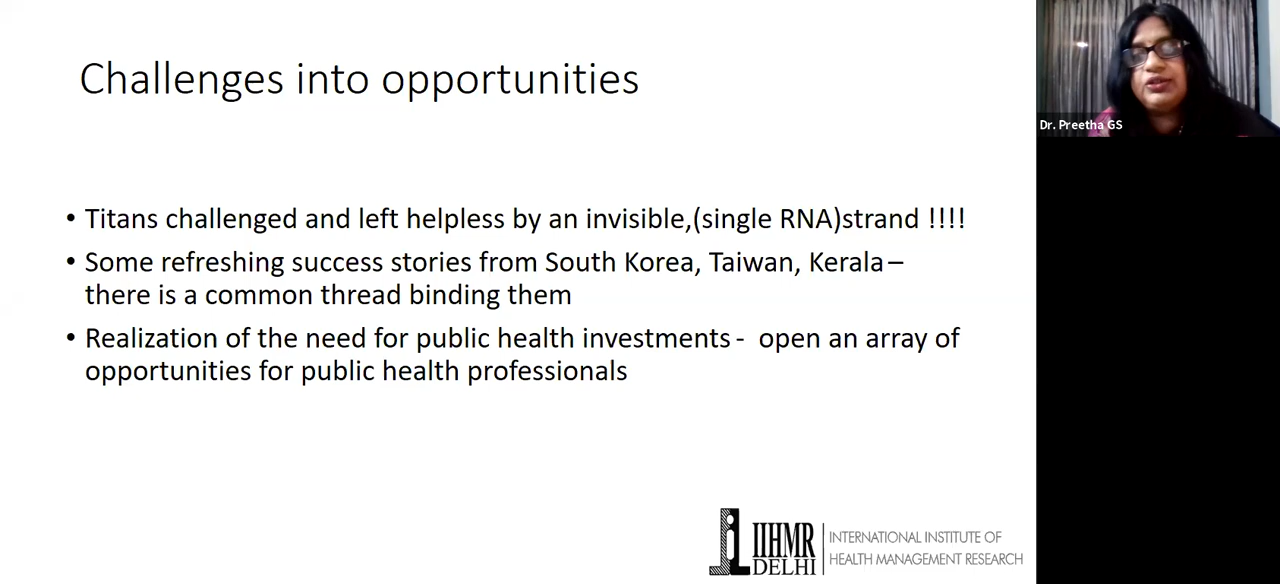 Challenges into opportunities
Dr. Preetha GS
• Titans challenged and left helpless by an invisible,(single RNA)strand !!!!
• Some refreshing success stories from South Korea, Taiwan, Kerala –
there is a common thread binding them
• Realization of the need for public health investments - open an array of
opportunities for public health professionals
IIHMR
DELHI
INTERNATIONAL INSTITUTE OF
HEALTH MANAGEMENT RESEARCH